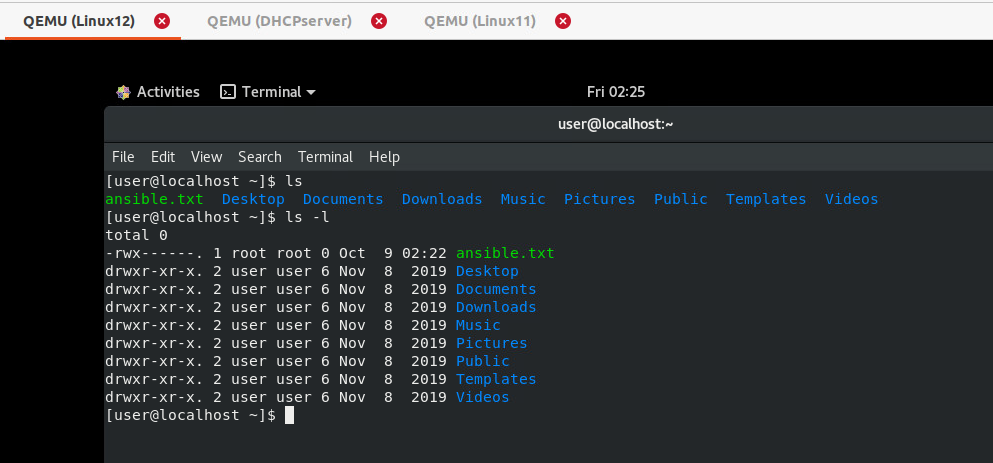 QEMU (Linux12) QEMU (DHCPserver) QEMU (Linux11)
Activities Terminal Fri 02:25
user@localhost:~
File Edit View Search Terminal Help
[user@localhost ~]$ ls
ansible.txt Desktop Documents Downloads Music Pictures Public Templates Videos
[user@localhost ~]$ ls -l
total 0
-rwx------. 1 root root 0 Oct  9 02:22 ansible.txt
drwxr-xr-x. 2 user user 6 Nov  8  2019 Desktop
drwxr-xr-x. 2 user user 6 Nov  8  2019 Documents
drwxr-xr-x. 2 user user 6 Nov  8  2019 Downloads
drwxr-xr-x. 2 user user 6 Nov  8  2019 Music
drwxr-xr-x. 2 user user 6 Nov  8  2019 Pictures
drwxr-xr-x. 2 user user 6 Nov  8  2019 Public
drwxr-xr-x. 2 user user 6 Nov  8  2019 Templates
drwxr-xr-x. 2 user user 6 Nov  8  2019 Videos
[user@localhost ~]$